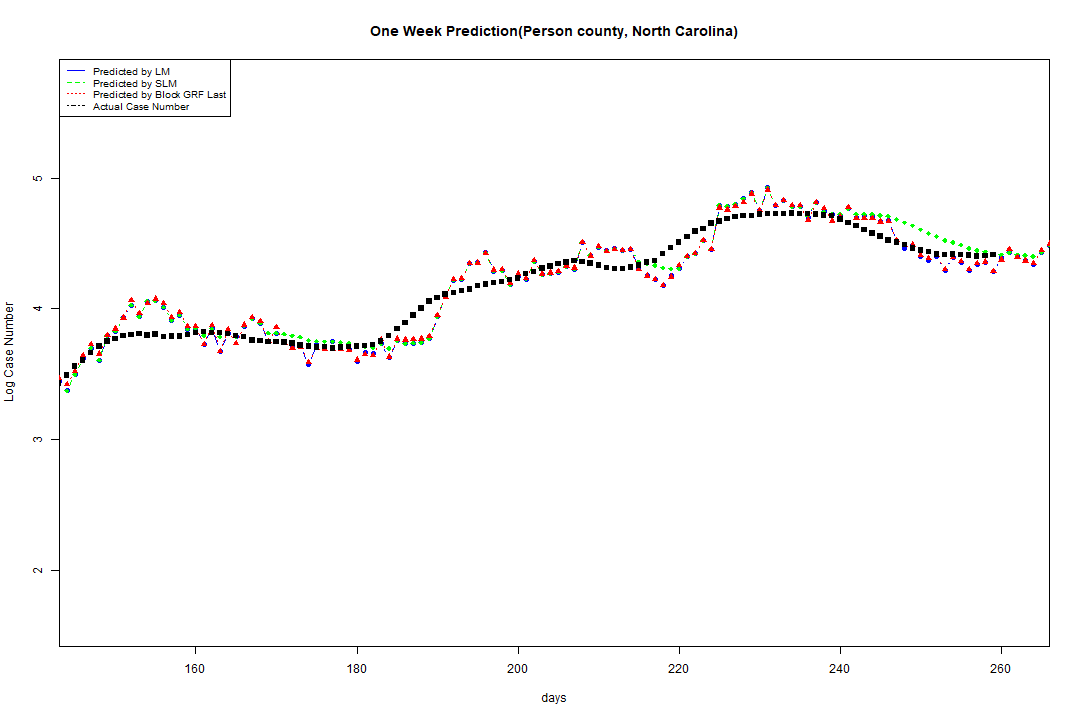 One Week Prediction(Person county, North Carolina)
Predicted by LM
Predicted by SLM
Predicted by Block GRF Last
Actual Case Number
5
4
3
2
Log Case Number
160 180 200 220 240 260
days